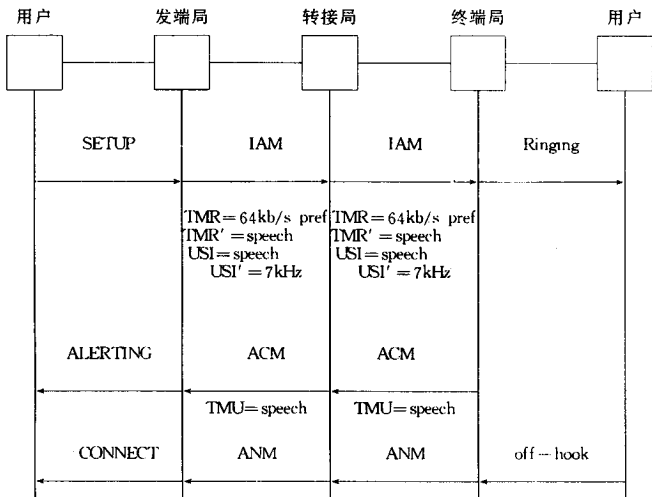 用户 发端局 转接局 终端局 用户
SETUP IAM IAM Ringing
TMR=64kb/s pref TMR=64kb/s pref
TMR'=speech TMR'=speech
USI=speech USI=speech
USI'=7kHz USI'=7kHz
ALERTING ACM ACM
TMU=speech TMU=speech
CONNECT ANM ANM off-hook